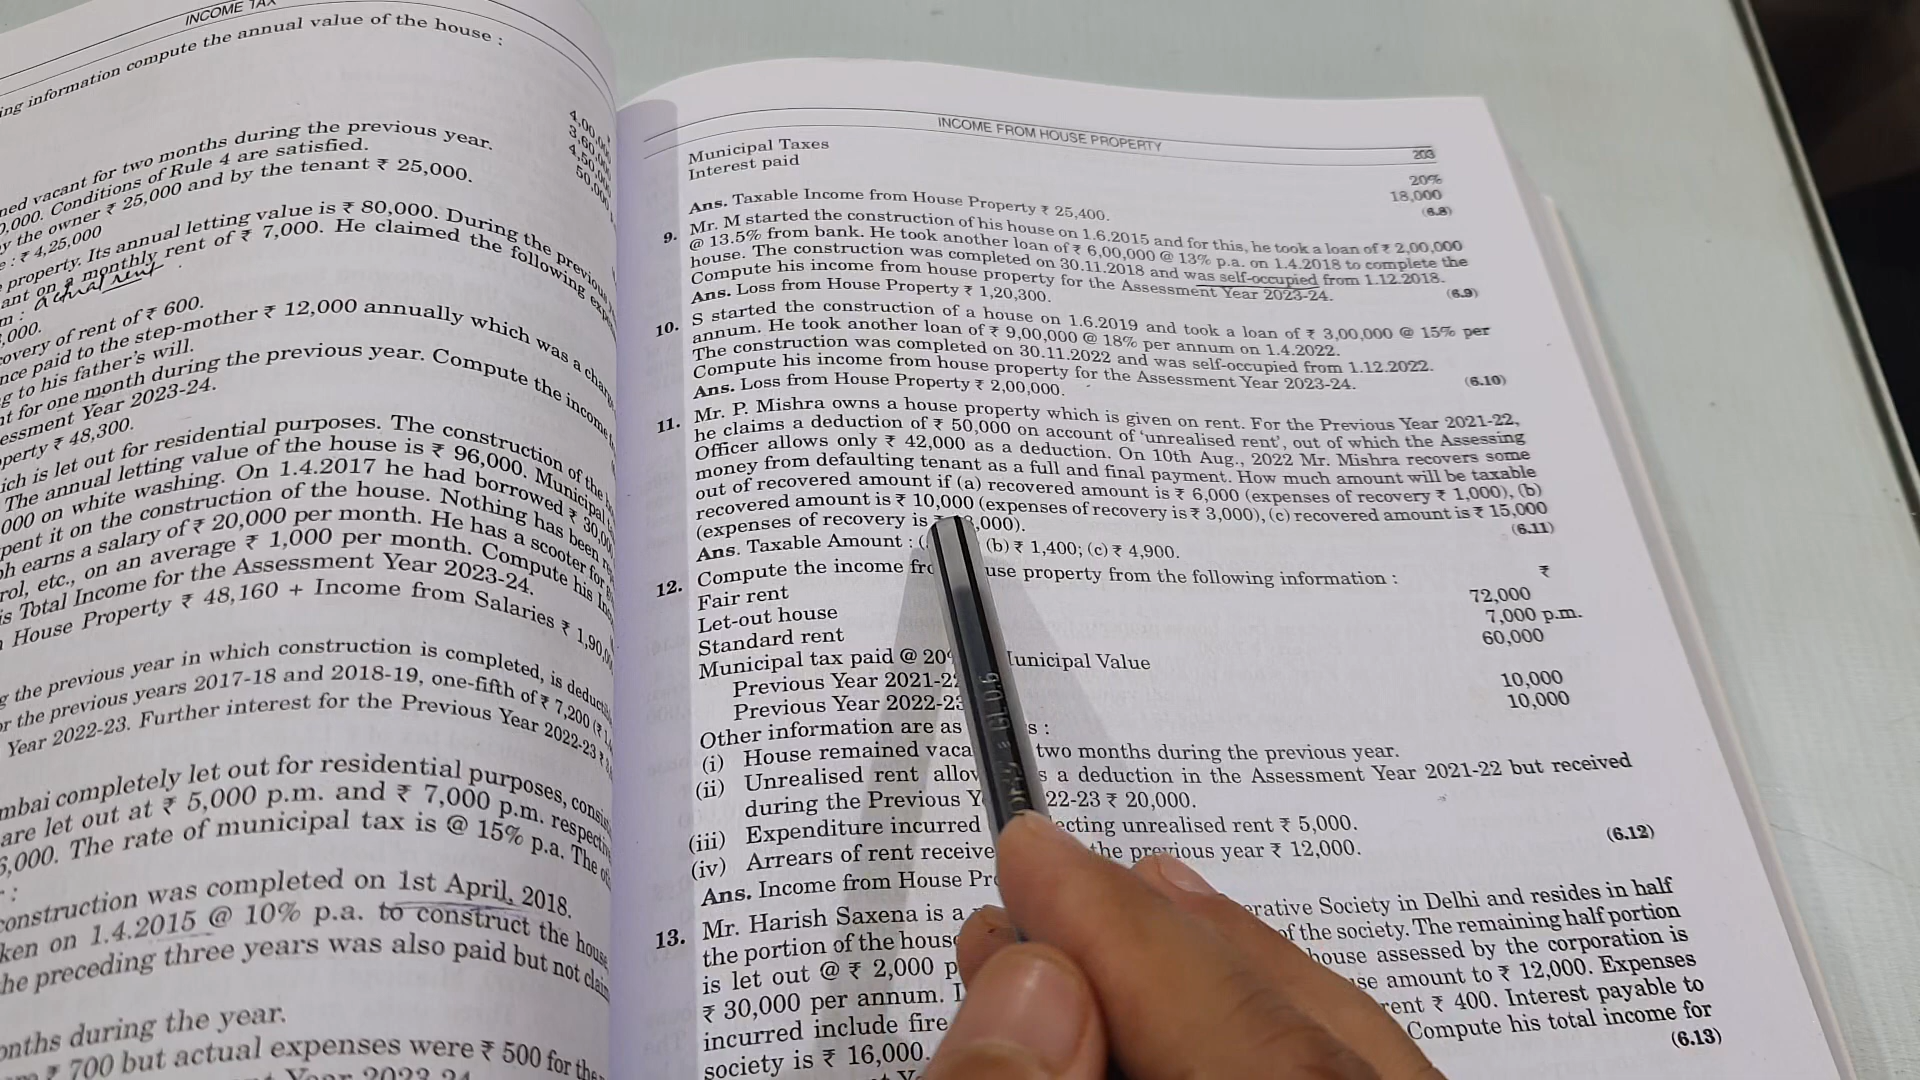 INCOME TAX
ing information compute the annual value of the house :
4,00,
3,60,00
4,50,00
50,000
ned vacant for two months during the previous year.
0,000. Conditions of Rule 4 are satisfied.
y the owner ₹ 25,000 and by the tenant ₹ 25,000.
: ₹ 4,25,000
property. Its annual letting value is ₹ 80,000. During the previous
ant on a monthly rent of ₹ 7,000. He claimed the following
actual rent
,000.
overy of rent of ₹ 600.
nce paid to the step-mother ₹ 12,000 annually which was a
g to his father's will.
t for one month during the previous year. Compute the income
essment Year 2023-24.
perty ₹ 48,300.
ich is let out for residential purposes. The construction of the
The annual letting value of the house is ₹ 96,000. Municipal
000 on white washing. On 1.4.2017 he had borrowed ₹ 30,00
pent it on the construction of the house. Nothing has been
h earns a salary of ₹ 20,000 per month. He has a scooter for
rol, etc., on an average ₹ 1,000 per month. Compute his
is Total Income for the Assessment Year 2023-24.
House Property ₹ 48,160 + Income from Salaries ₹ 1,90,0
g the previous year in which construction is completed, is
or the previous years 2017-18 and 2018-19, one-fifth of ₹ 7,200
Year 2022-23. Further interest for the Previous Year 2022-23 ₹
mbai completely let out for residential purposes,
are let out at ₹ 5,000 p.m. and ₹ 7,000 p.m.
5,000. The rate of municipal tax is @ 15% p.a. The
construction was completed on 1st April, 2018.
ken on 1.4.2015 @ 10% p.a. to construct the house
he preceding three years was also paid but not
onths during the year.
₹ 700 but actual expenses were ₹ 500 for the
INCOME FROM HOUSE PROPERTY
203
Municipal Taxes 20%
Interest paid 18,000
Ans. Taxable Income from House Property ₹ 25,400. (6.8)
9. Mr. M started the construction of his house on 1.6.2015 and for this, he took a loan of ₹ 2,00,000
@ 13.5% from bank. He took another loan of ₹ 6,00,000 @ 13% p.a. on 1.4.2018 to complete the
house. The construction was completed on 30.11.2018 and was self-occupied from 1.12.2018.
Compute his income from house property for the Assessment Year 2023-24.
Ans. Loss from House Property ₹ 1,20,300. (6.9)
10. S started the construction of a house on 1.6.2019 and took a loan of ₹ 3,00,000 @ 15% per
annum. He took another loan of ₹ 9,00,000 @ 18% per annum on 1.4.2022.
The construction was completed on 30.11.2022 and was self-occupied from 1.12.2022.
Compute his income from house property for the Assessment Year 2023-24.
Ans. Loss from House Property ₹ 2,00,000. (6.10)
11. Mr. P. Mishra owns a house property which is given on rent. For the Previous Year 2021-22,
he claims a deduction of ₹ 50,000 on account of 'unrealised rent', out of which the Assessing
Officer allows only ₹ 42,000 as a deduction. On 10th Aug., 2022 Mr. Mishra recovers some
money from defaulting tenant as a full and final payment. How much amount will be taxable
out of recovered amount if (a) recovered amount is ₹ 6,000 (expenses of recovery ₹ 1,000), (b)
recovered amount is ₹ 10,000 (expenses of recovery is ₹ 3,000), (c) recovered amount is ₹ 15,000
(expenses of recovery is ,000). (6.11)
Ans. Taxable Amount : (b) ₹ 1,400; (c) ₹ 4,900.
12. Compute the income fro use property from the following information :
₹
Fair rent 72,000
Let-out house 7,000 p.m.
Standard rent 60,000
Municipal tax paid @ 20 Municipal Value
Previous Year 2021-2 10,000
Previous Year 2022-23 10,000
Other information are as s :
(i) House remained vaca two months during the previous year.
(ii) Unrealised rent allow s a deduction in the Assessment Year 2021-22 but received
during the Previous Y 22-23 ₹ 20,000.
(iii) Expenditure incurred ecting unrealised rent ₹ 5,000.
(iv) Arrears of rent receive the previous year ₹ 12,000.
Ans. Income from House Pr (6.12)
13. Mr. Harish Saxena is a erative Society in Delhi and resides in half
the portion of the house of the society. The remaining half portion
is let out @ ₹ 2,000 p house assessed by the corporation is
₹ 30,000 per annum. I se amount to ₹ 12,000. Expenses
incurred include fire rent ₹ 400. Interest payable to
society is ₹ 16,000. Compute his total income for
(6.13)